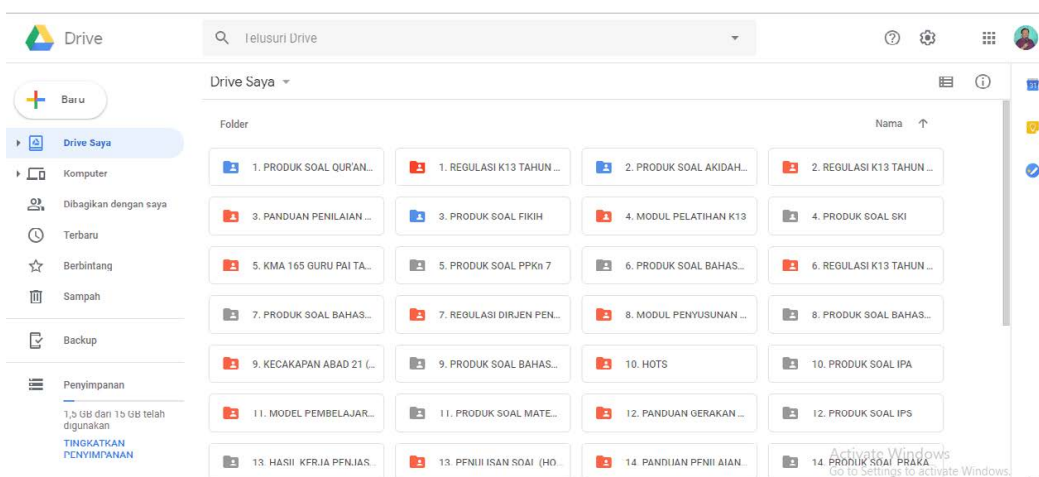 Drive
Telusuri Drive
Drive Saya
Baru
Folder
Nama
Drive Saya
Komputer
Dibagikan dengan saya
Terbaru
Berbintang
Sampah
Backup
Penyimpanan
1,5 GB dari 15 GB telah
digunakan
TINGKATKAN
PENYIMPANAN
1. PRODUK SOAL QUR'AN...
1. REGULASI K13 TAHUN ...
2. PRODUK SOAL AKIDAH...
2. REGULASI K13 TAHUN ...
3. PANDUAN PENILAIAN ...
3. PRODUK SOAL FIKIH
4. MODUL PELATIHAN K13
4. PRODUK SOAL SKI
5. KMA 165 GURU PAI TA...
5. PRODUK SOAL PPKn 7
6. PRODUK SOAL BAHAS...
6. REGULASI K13 TAHUN ...
7. PRODUK SOAL BAHAS...
7. REGULASI DIRJEN PEN...
8. MODUL PENYUSUNAN ...
8. PRODUK SOAL BAHAS...
9. KECAKAPAN ABAD 21 (...
9. PRODUK SOAL BAHAS...
10. HOTS
10. PRODUK SOAL IPA
11. MODEL PEMBELAJAR...
11. PRODUK SOAL MATE...
12. PANDUAN GERAKAN ...
12. PRODUK SOAL IPS
13. HASIL KERJA PENJAS...
13. PENULISAN SOAL (HO...
14. PANDUAN PENILAIAN...
14. PRODUK SOAL PRAKA...
Activate Windows
Go to Settings to activate Windows.
31